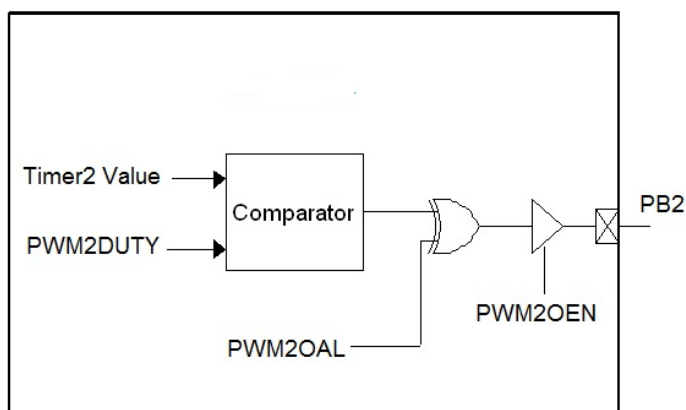 Timer2 Value
Comparator
PWM2DUTY
PB2
PWM2OEN
PWM2OAL